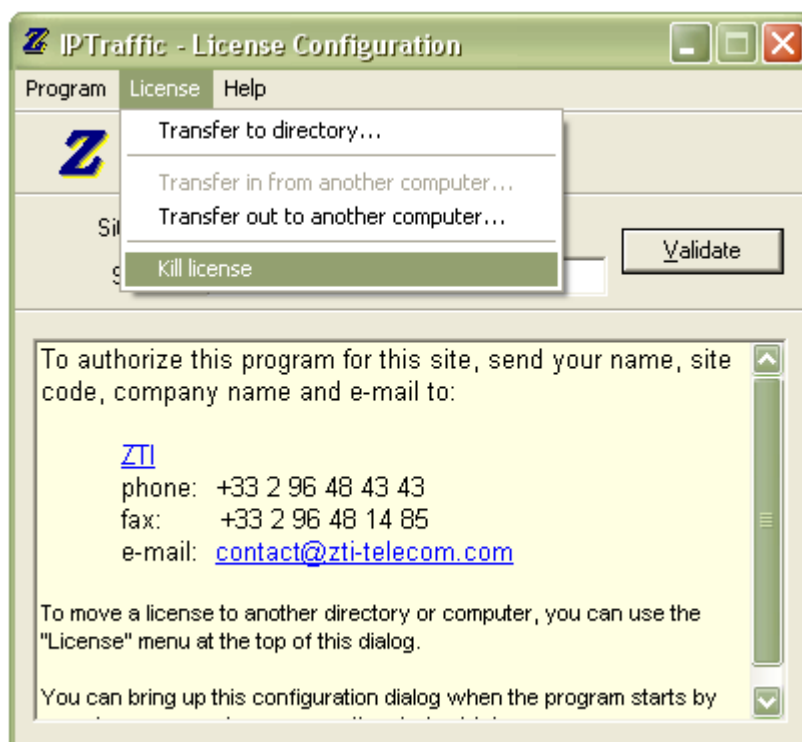 IPTraffic - License Configuration
Program License Help
Z
Transfer to directory...
Transfer in from another computer...
Transfer out to another computer...
Kill license
Validate
To authorize this program for this site, send your name, site
code, company name and e-mail to:
ZTI
phone: +33 2 96 48 43 43
fax: +33 2 96 48 14 85
e-mail: contact@zti-telecom.com
To move a license to another directory or computer, you can use the
"License" menu at the top of this dialog.
You can bring up this configuration dialog when the program starts by